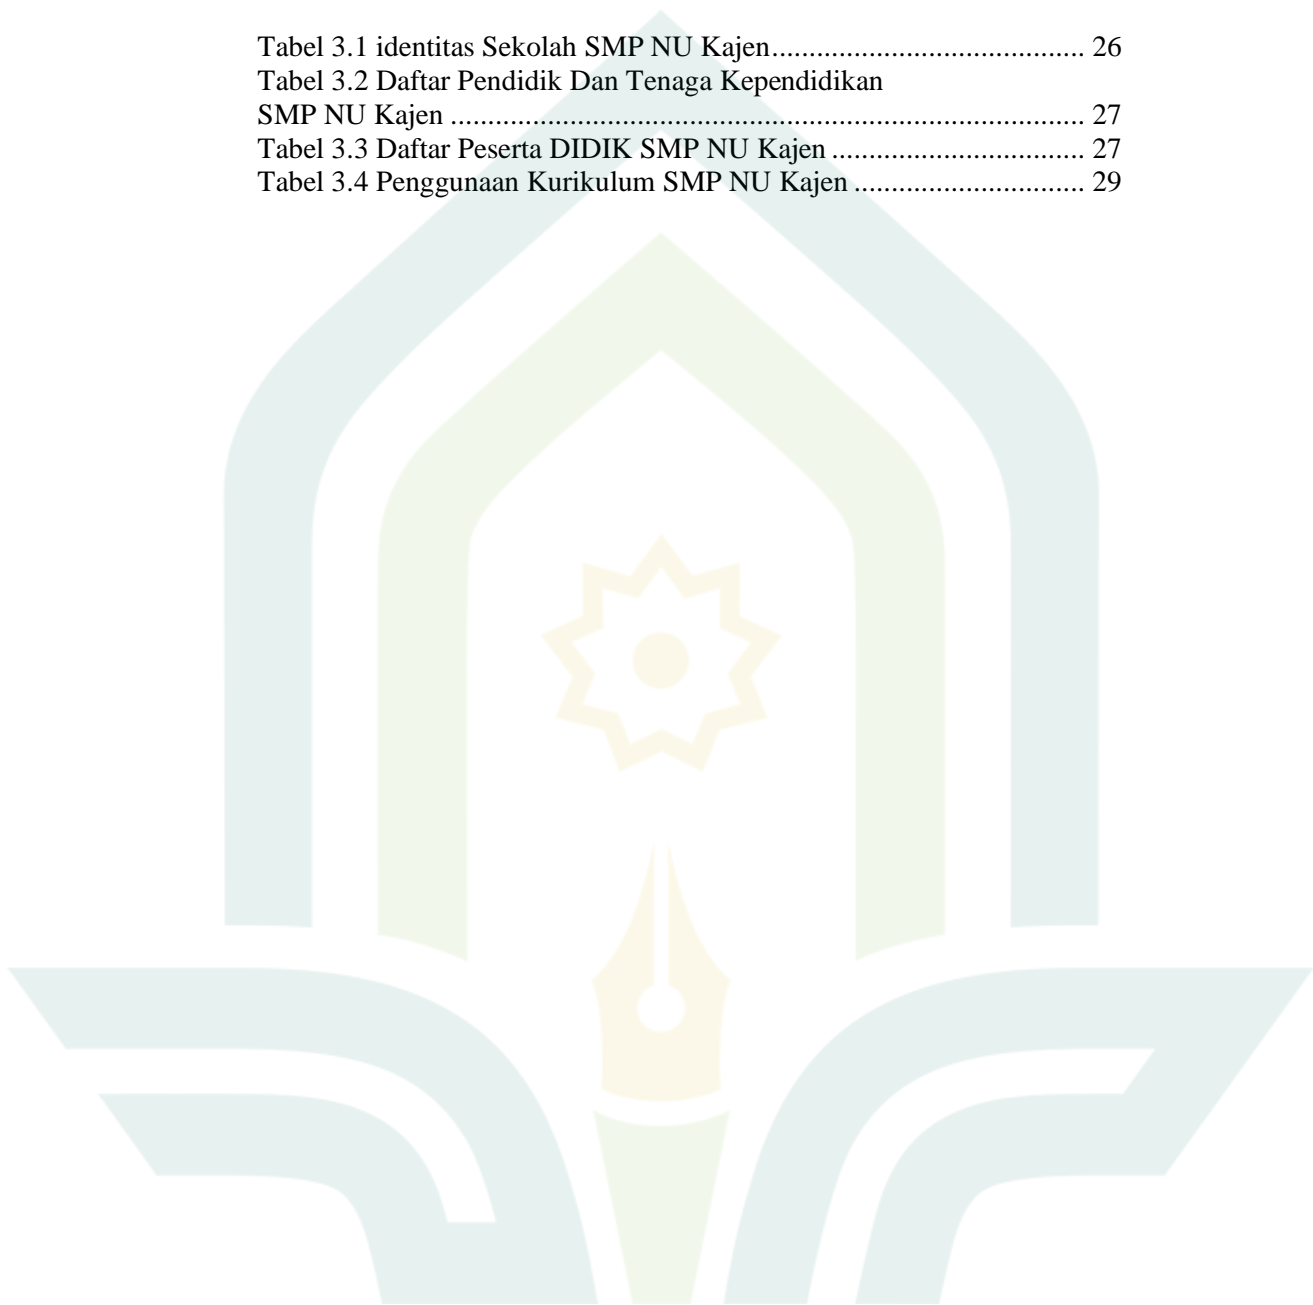 Tabel 3.1 identitas Sekolah SMP NU Kajen.......................................... 26
Tabel 3.2 Daftar Pendidik Dan Tenaga Kependidikan
SMP NU Kajen ..................................................................................... 27
Tabel 3.3 Daftar Peserta DIDIK SMP NU Kajen .................................. 27
Tabel 3.4 Penggunaan Kurikulum SMP NU Kajen ............................... 29